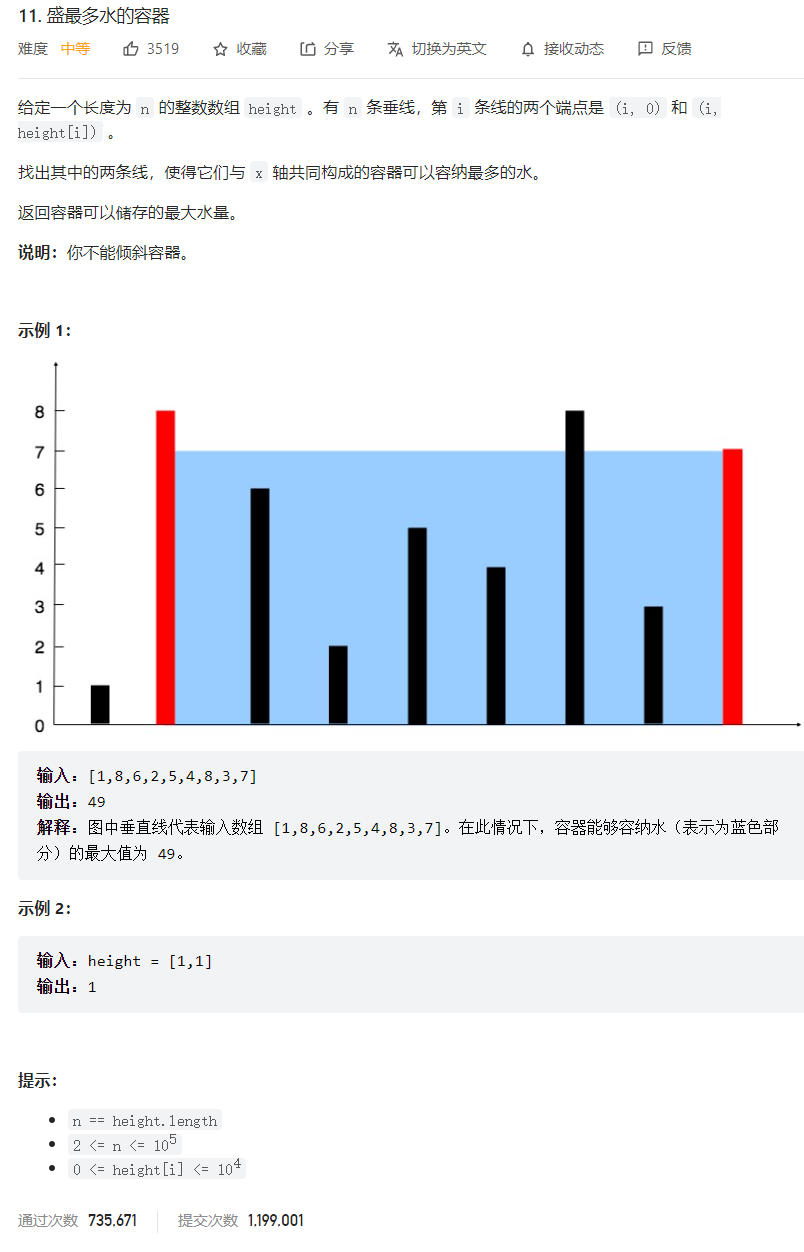 11. 盛最多水的容器
难度 中等 3519 收藏 分享 切换为英文 接收动态 反馈
给定一个长度为 n 的整数数组 height 。有 n 条垂线，第 i 条线的两个端点是 (i, 0) 和 (i,
height[i]) 。
找出其中的两条线，使得它们与 x 轴共同构成的容器可以容纳最多的水。
返回容器可以储存的最大水量。
说明：你不能倾斜容器。
示例 1：
8
7
6
5
4
3
2
1
0
输入：[1,8,6,2,5,4,8,3,7]
输出：49
解释：图中垂直线代表输入数组 [1,8,6,2,5,4,8,3,7]。在此情况下，容器能够容纳水（表示为蓝色部
分）的最大值为 49。
示例 2：
输入：height = [1,1]
输出：1
提示：
• n == height.length
• 2 <= n <= 10^5
• 0 <= height[i] <= 10^4
通过次数 735,671 提交次数 1,199,001